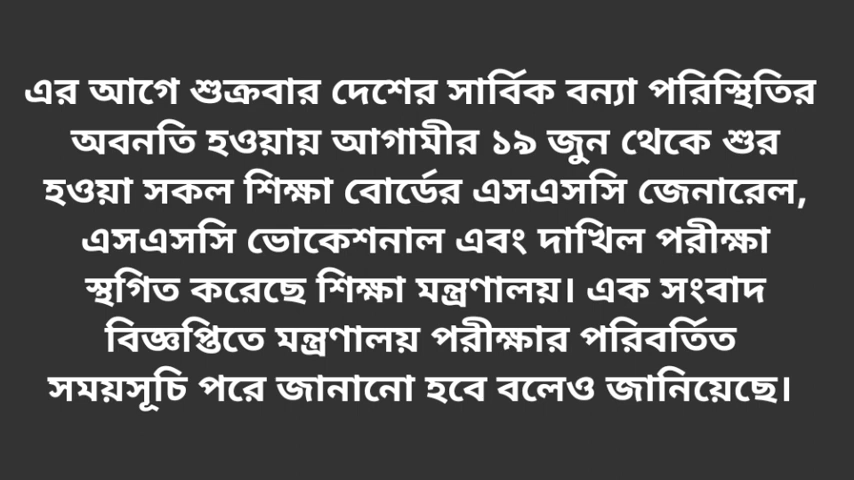 এর আগে শুক্রবার দেশের সার্বিক বন্যা পরিস্থিতির
অবনতি হওয়ায় আগামীর ১৯ জুন থেকে শুর
হওয়া সকল শিক্ষা বোর্ডের এসএসসি জেনারেল,
এসএসসি ভোকেশনাল এবং দাখিল পরীক্ষা
স্থগিত করেছে শিক্ষা মন্ত্রণালয়। এক সংবাদ
বিজ্ঞপ্তিতে মন্ত্রণালয় পরীক্ষার পরিবর্তিত
সময়সূচি পরে জানানো হবে বলেও জানিয়েছে।